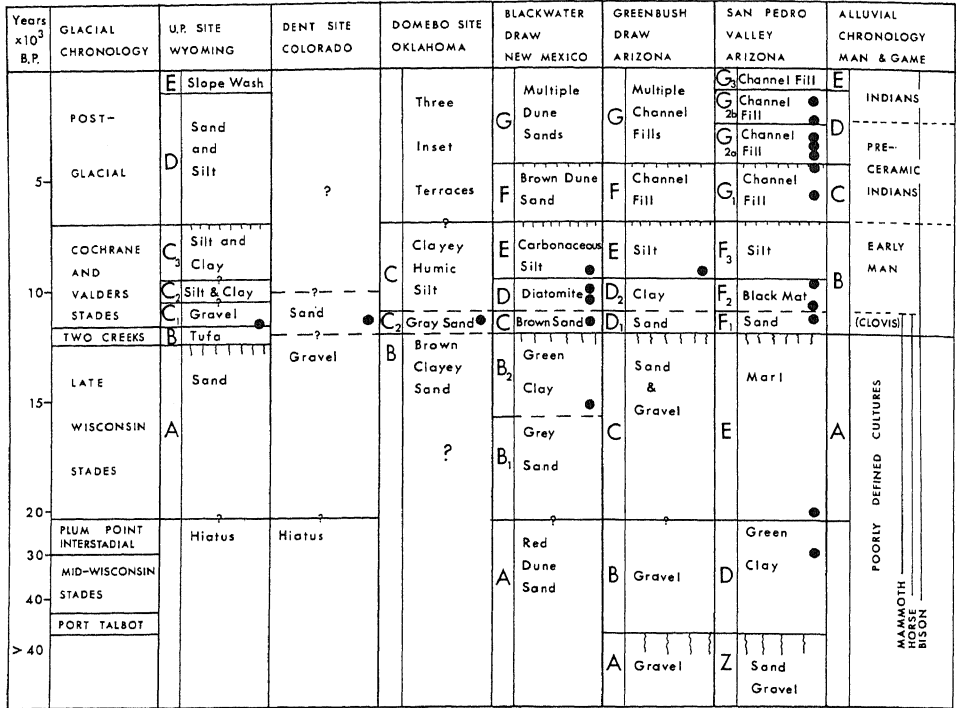 Years
x10³
B.P.
GLACIAL
CHRONOLOGY
U.P. SITE
WYOMING
DENT SITE
COLORADO
DOMEBO SITE
OKLAHOMA
BLACKWATER
DRAW
NEW MEXICO
GREENBUSH
DRAW
ARIZONA
SAN PEDRO
VALLEY
ARIZONA
ALLUVIAL
CHRONOLOGY
MAN & GAME
5
10
15
20
30
40
> 40
POST-
GLACIAL
COCHRANE
AND
VALDERS
STADES
TWO CREEKS
LATE
WISCONSIN
STADES
PLUM POINT
INTERSTADIAL
MID-WISCONSIN
STADES
PORT TALBOT
E Slope Wash
D
Sand
and
Silt
C₃
Silt and
Clay
?
C₂ Silt & Clay
?
C₁ Gravel
B Tufa
A
Sand
?
Hiatus
?
?
Sand
?
Gravel
?
Hiatus
Three
Inset
Terraces
?
C
Clayey
Humic
Silt
C₂ Gray Sand
B
Brown
Clayey
Sand
?
G
Multiple
Dune
Sands
F
Brown Dune
Sand
E
Carbonaceous
Silt
D Diatomite
C Brown Sand
B₂
Green
Clay
B₁
Grey
Sand
?
A
Red
Dune
Sand
G
Multiple
Channel
Fills
F
Channel
Fill
E Silt
D₂ Clay
D₁ Sand
C
Sand
&
Gravel
?
B Gravel
A Gravel
G₃ Channel Fill
G2b
Channel
Fill
G2a
Channel
Fill
G₁
Channel
Fill
F₃ Silt
F₂ Black Mat
F₁ Sand
E
Marl
D
Green
Clay
Z
Sand
Gravel
E
D
C
B
A
INDIANS
PRE-
CERAMIC
INDIANS
EARLY
MAN
(CLOVIS)
POORLY DEFINED CULTURES
MAMMOTH
HORSE
BISON